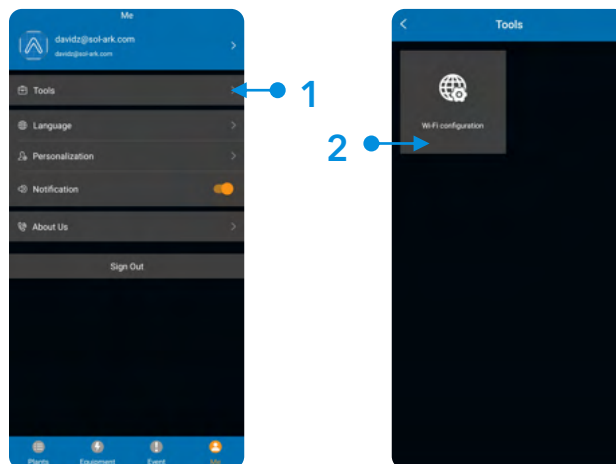 Me
davidz@sol-ark.com
davidz@sol-ark.com
Tools
Language
Personalization
Notification
About Us
Sign Out
Plants Equipment Event Me
1
Tools
Wi-Fi configuration
2